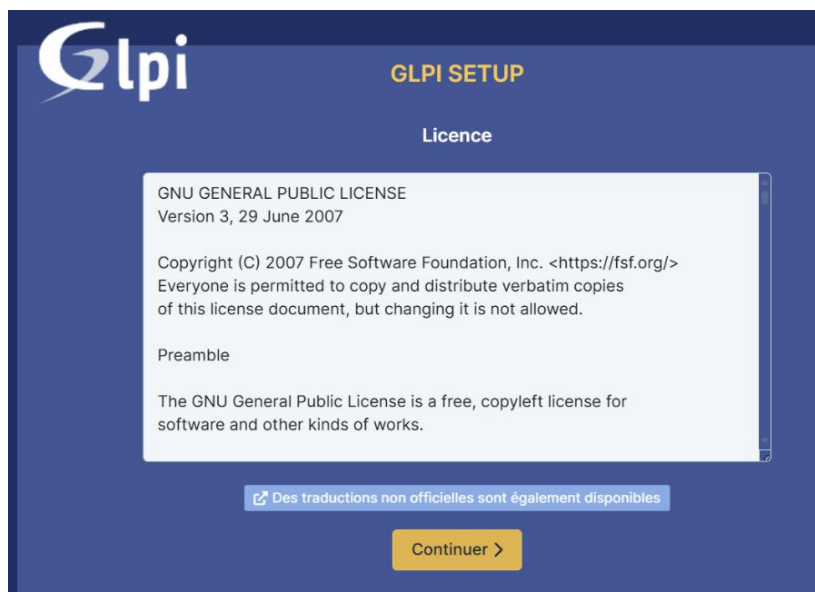 Glpi
GLPI SETUP
Licence
GNU GENERAL PUBLIC LICENSE
Version 3, 29 June 2007
Copyright (C) 2007 Free Software Foundation, Inc. <https://fsf.org/>
Everyone is permitted to copy and distribute verbatim copies
of this license document, but changing it is not allowed.
Preamble
The GNU General Public License is a free, copyleft license for
software and other kinds of works.
Des traductions non officielles sont également disponibles
Continuer >